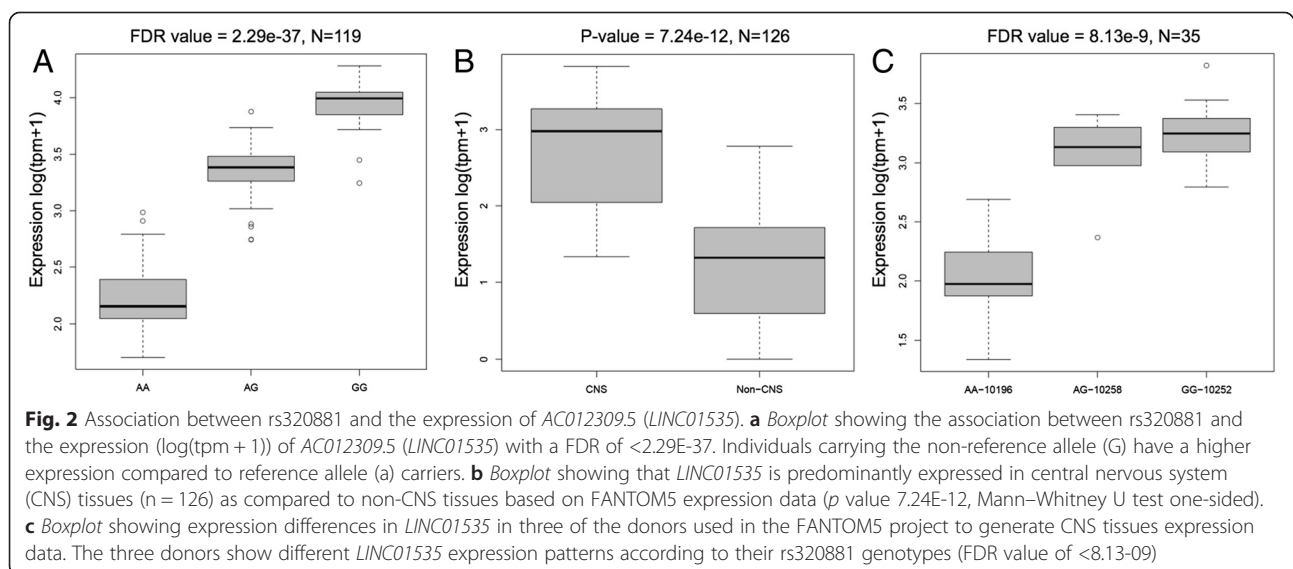 FDR value = 2.29e-37, N=119
A
Expression log(tpm+1)
4.0
3.5
3.0
2.5
2.0
AA
AG
GG
P-value = 7.24e-12, N=126
B
Expression log(tpm+1)
3
2
1
0
CNS
Non-CNS
FDR value = 8.13e-9, N=35
C
Expression log(tpm+1)
3.5
3.0
2.5
2.0
1.5
AA-10196
AG-10258
GG-10252
Fig. 2 Association between rs320881 and the expression of AC012309.5 (LINC01535). a Boxplot showing the association between rs320881 and
the expression (log(tpm + 1)) of AC012309.5 (LINC01535) with a FDR of <2.29E-37. Individuals carrying the non-reference allele (G) have a higher
expression compared to reference allele (a) carriers. b Boxplot showing that LINC01535 is predominantly expressed in central nervous system
(CNS) tissues (n = 126) as compared to non-CNS tissues based on FANTOM5 expression data (p value 7.24E-12, Mann–Whitney U test one-sided).
c Boxplot showing expression differences in LINC01535 in three of the donors used in the FANTOM5 project to generate CNS tissues expression
data. The three donors show different LINC01535 expression patterns according to their rs320881 genotypes (FDR value of <8.13-09)